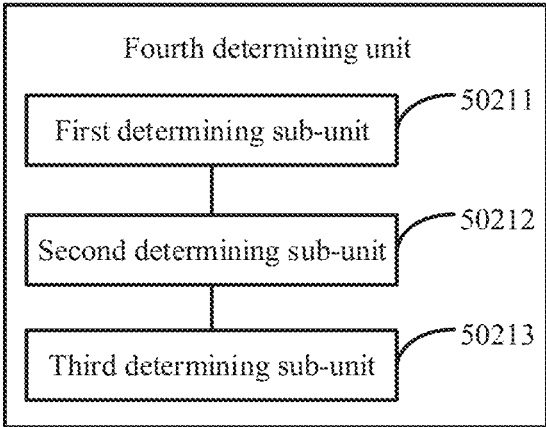 Fourth determining unit
50211
First determining sub-unit
50212
Second determining sub-unit
50213
Third determining sub-unit